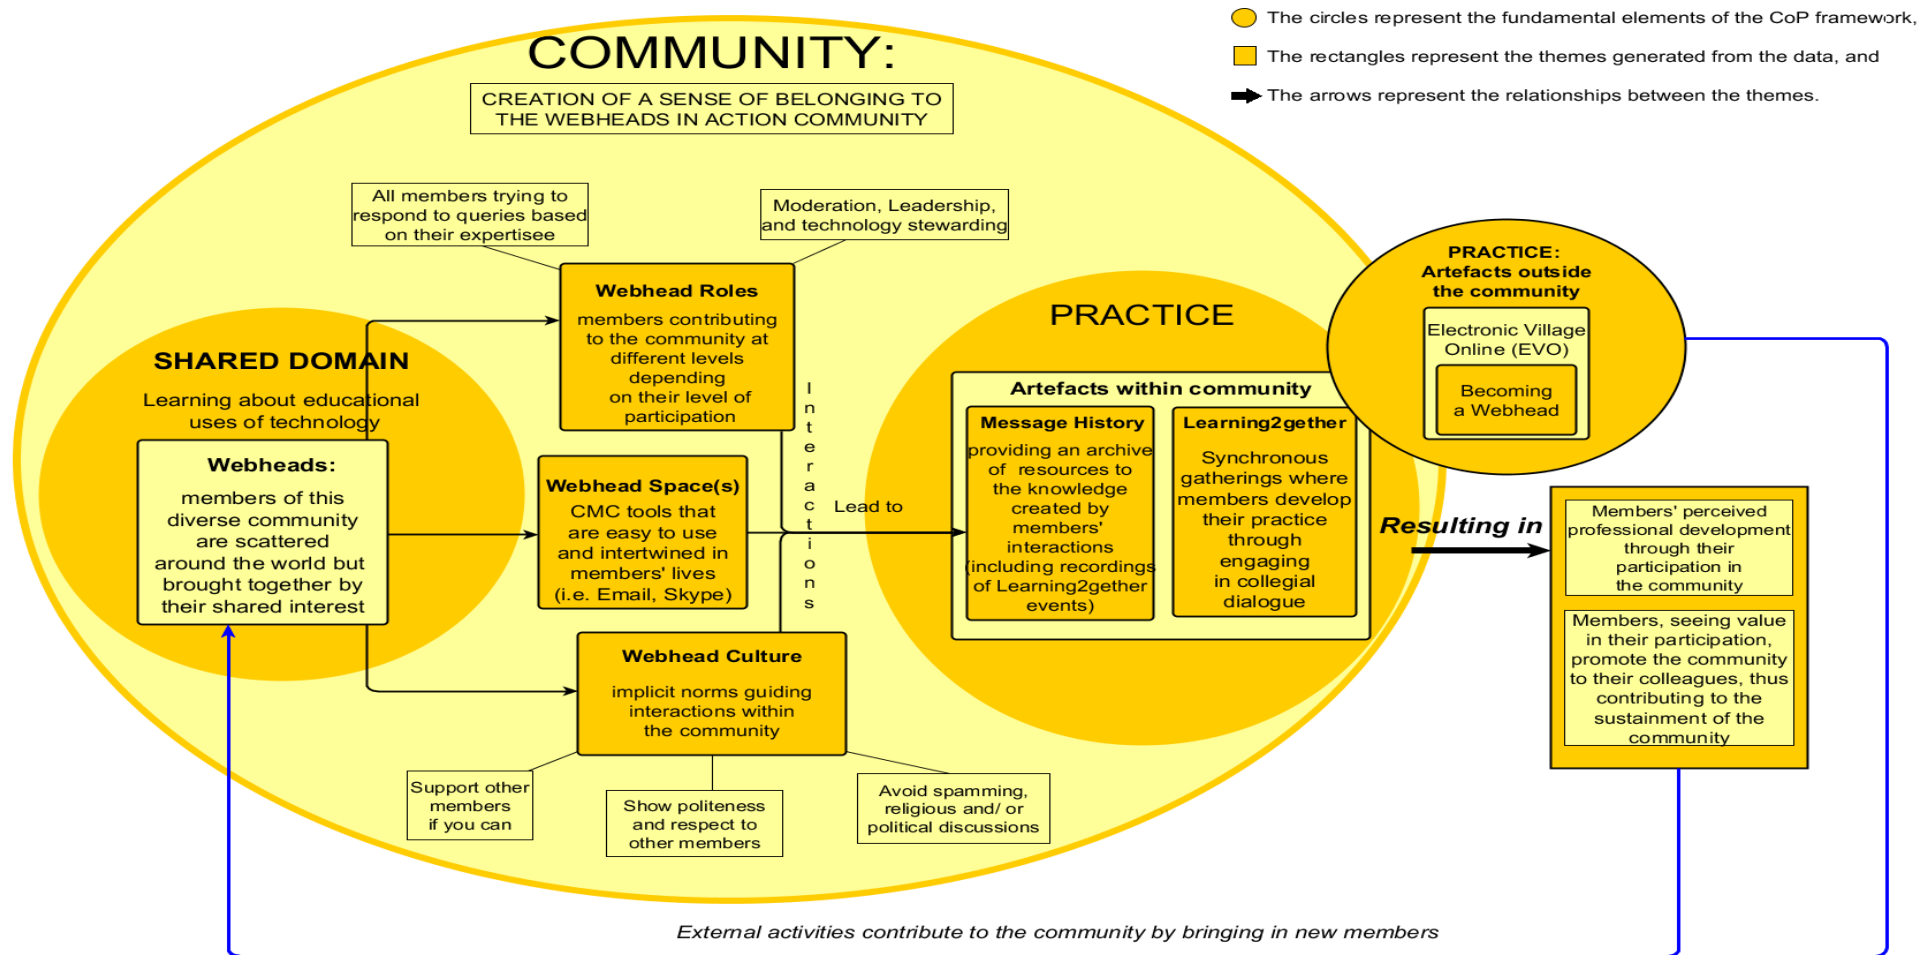 The circles represent the fundamental elements of the CoP framework,
The rectangles represent the themes generated from the data, and
The arrows represent the relationships between the themes.
COMMUNITY:
CREATION OF A SENSE OF BELONGING TO
THE WEBHEADS IN ACTION COMMUNITY
All members trying to
respond to queries based
on their expertisee
Moderation, Leadership,
and technology stewarding
Webhead Roles
members contributing
to the community at
different levels
depending
on their level of
participation
SHARED DOMAIN
Learning about educational
uses of technology
Webheads:
members of this
diverse community
are scattered
around the world but
brought together by
their shared interest
Webhead Space(s)
CMC tools that
are easy to use
and intertwined in
members' lives
(i.e. Email, Skype)
Webhead Culture
implicit norms guiding
interactions within
the community
Support other
members
if you can
Show politeness
and respect to
other members
Avoid spamming,
religious and/ or
political discussions
Interactions
Lead to
PRACTICE
Artefacts within community
Message History
providing an archive
of resources to
the knowledge
created by
members'
interactions
(including recordings
of Learning2gether
events)
Learning2gether
Synchronous
gatherings where
members develop
their practice
through
engaging
in collegial
dialogue
PRACTICE:
Artefacts outside
the community
Electronic Village
Online (EVO)
Becoming
a Webhead
Resulting in
Members' perceived
professional development
through their
participation in
the community
Members, seeing value
in their participation,
promote the community
to their colleagues, thus
contributing to the
sustainment of the
community
External activities contribute to the community by bringing in new members